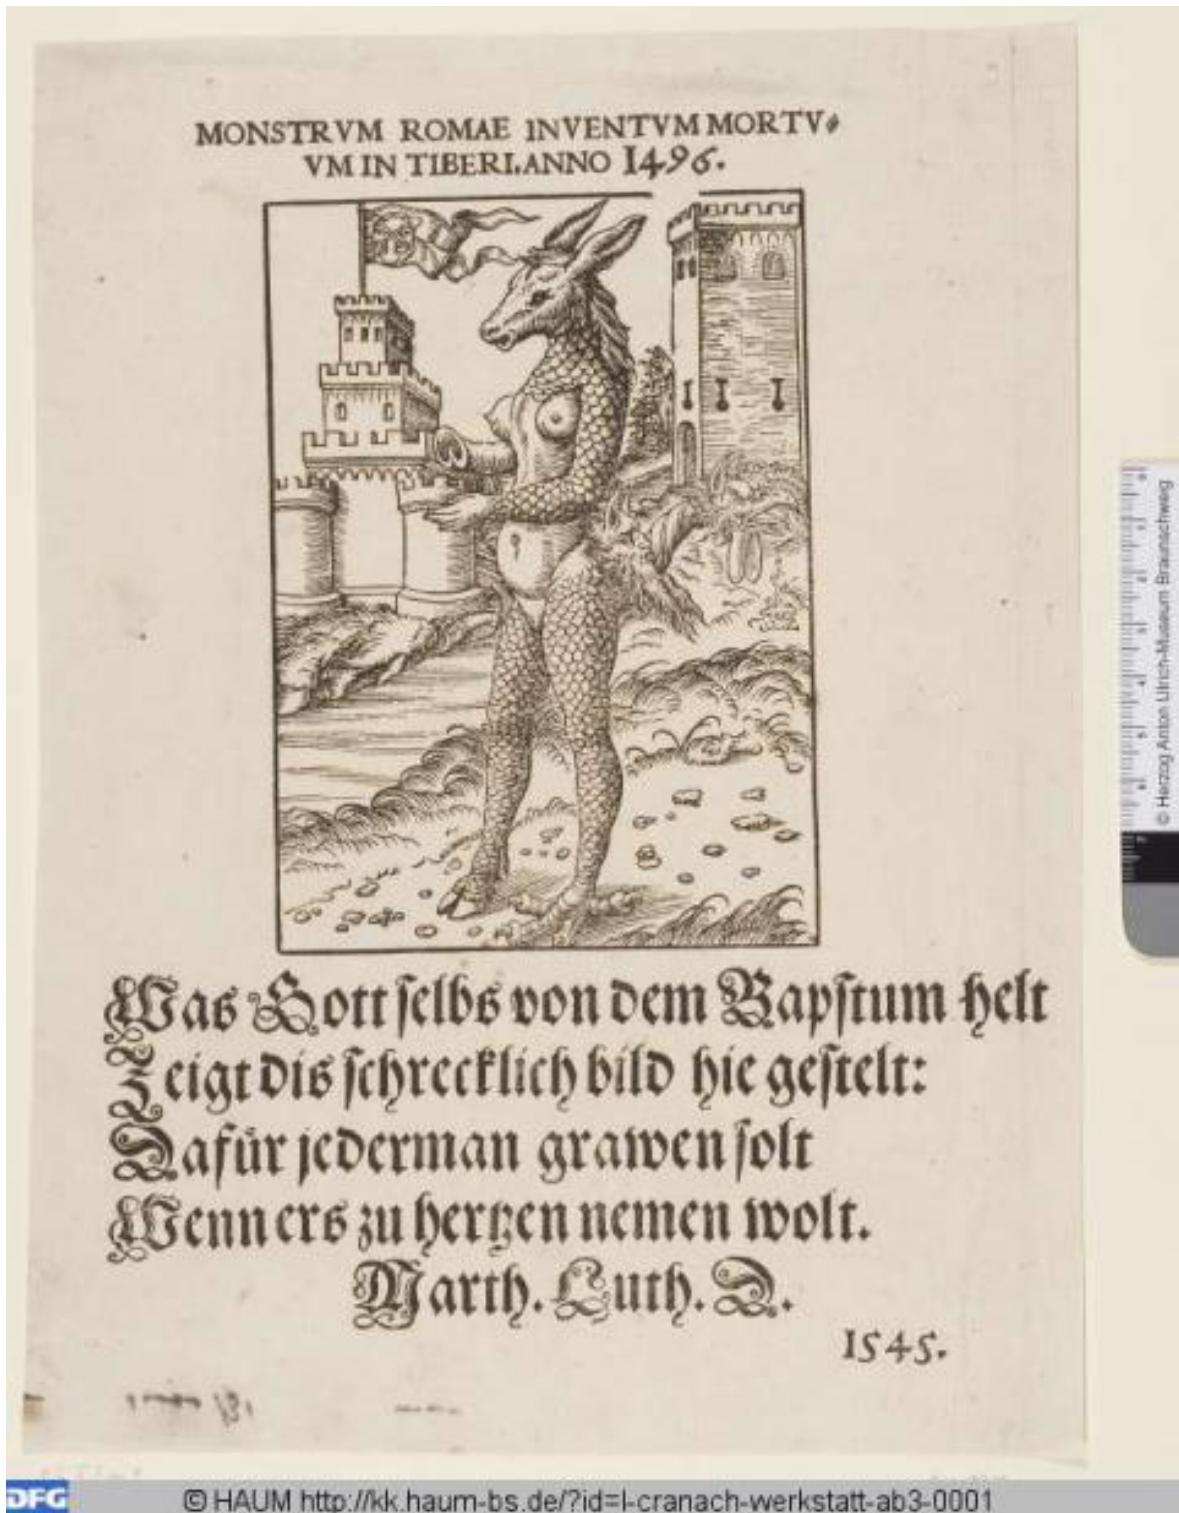 MONSTRVM ROMAE INVENTVM MORTV⸗
VM IN TIBERI. ANNO 1496.
Was Gott selbs von dem Bapstum helt
Zeigt dis schrecklich bild hie gestelt:
Dafür jederman grawen solt
Wenn ers zu hertzen nemen wolt.
Marth. Luth. D.
1545.
© Herzog Anton Ulrich-Museum Braunschweig
DFG
© HAUM http://kk.haum-bs.de/?id=l-cranach-werkstatt-ab3-0001